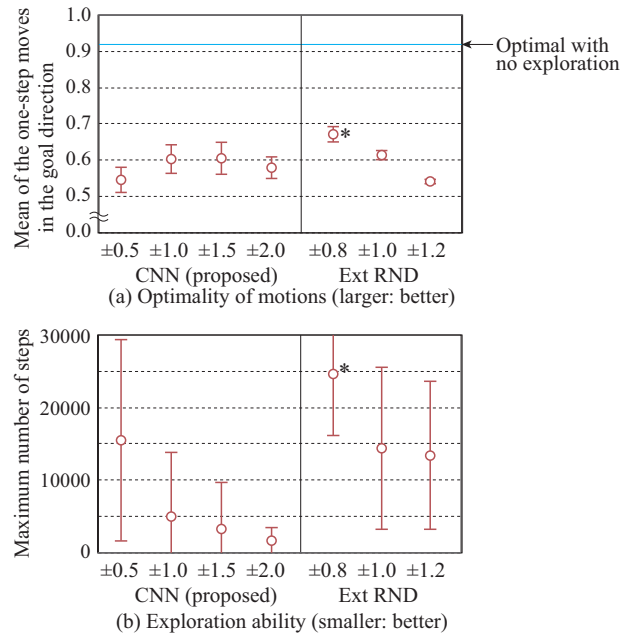 Mean of the one-step moves
in the goal direction
1.0
0.9
0.8
0.7
0.6
0.5
0.0
Optimal with
no exploration
*
±0.5 ±1.0 ±1.5 ±2.0 ±0.8 ±1.0 ±1.2
CNN (proposed) Ext RND
(a) Optimality of motions (larger: better)
Maximum number of steps
30000
20000
10000
0
*
±0.5 ±1.0 ±1.5 ±2.0 ±0.8 ±1.0 ±1.2
CNN (proposed) Ext RND
(b) Exploration ability (smaller: better)